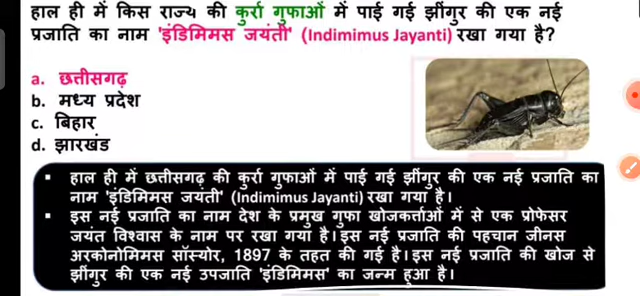 हाल ही में किस राज्य की कुर्रा गुफाओं में पाई गई झींगुर की एक नई
प्रजाति का नाम 'इंडिमिमस जयंती' (Indimimus Jayanti) रखा गया है?
a. छत्तीसगढ़
b. मध्य प्रदेश
c. बिहार
d. झारखंड
▪ हाल ही में छत्तीसगढ़ की कुर्रा गुफाओं में पाई गई झींगुर की एक नई प्रजाति का
नाम 'इंडिमिमस जयंती' (Indimimus Jayanti) रखा गया है।
▪ इस नई प्रजाति का नाम देश के प्रमुख गुफा खोजकर्त्ताओं में से एक प्रोफेसर
जयंत विश्वास के नाम पर रखा गया है।इस नई प्रजाति की पहचान जीनस
अरकोनोमिमस सॉस्योर, 1897 के तहत की गई है।इस नई प्रजाति की खोज से
झींगुर की एक नई उपजाति 'इंडिमिमस' का जन्म हुआ है।